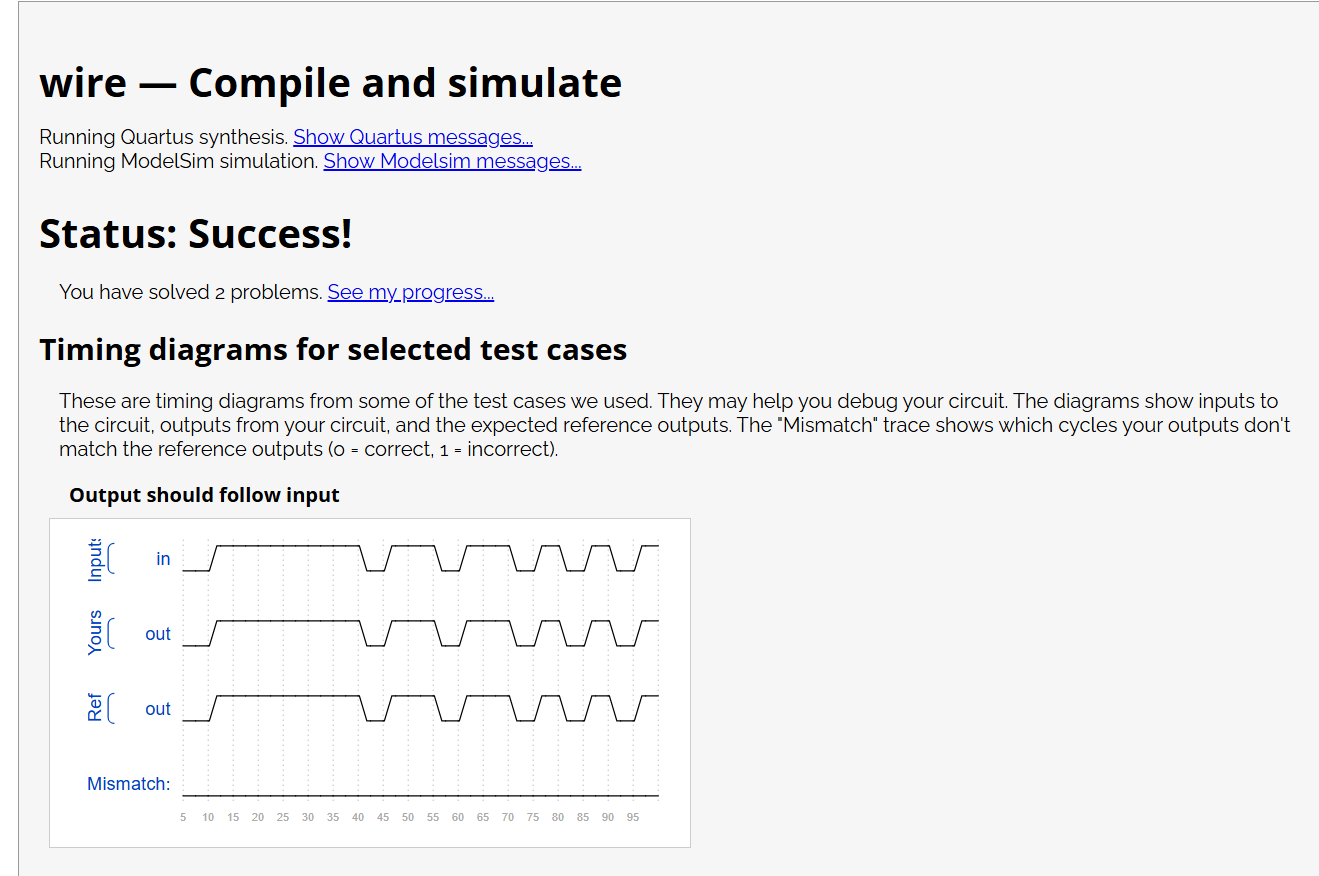 wire — Compile and simulate
Running Quartus synthesis. Show Quartus messages...
Running ModelSim simulation. Show Modelsim messages...
Status: Success!
You have solved 2 problems. See my progress...
Timing diagrams for selected test cases
These are timing diagrams from some of the test cases we used. They may help you debug your circuit. The diagrams show inputs to
the circuit, outputs from your circuit, and the expected reference outputs. The "Mismatch" trace shows which cycles your outputs don't
match the reference outputs (0 = correct, 1 = incorrect).
Output should follow input
Inputs
in
Yours
out
Ref
out
Mismatch:
5 10 15 20 25 30 35 40 45 50 55 60 65 70 75 80 85 90 95